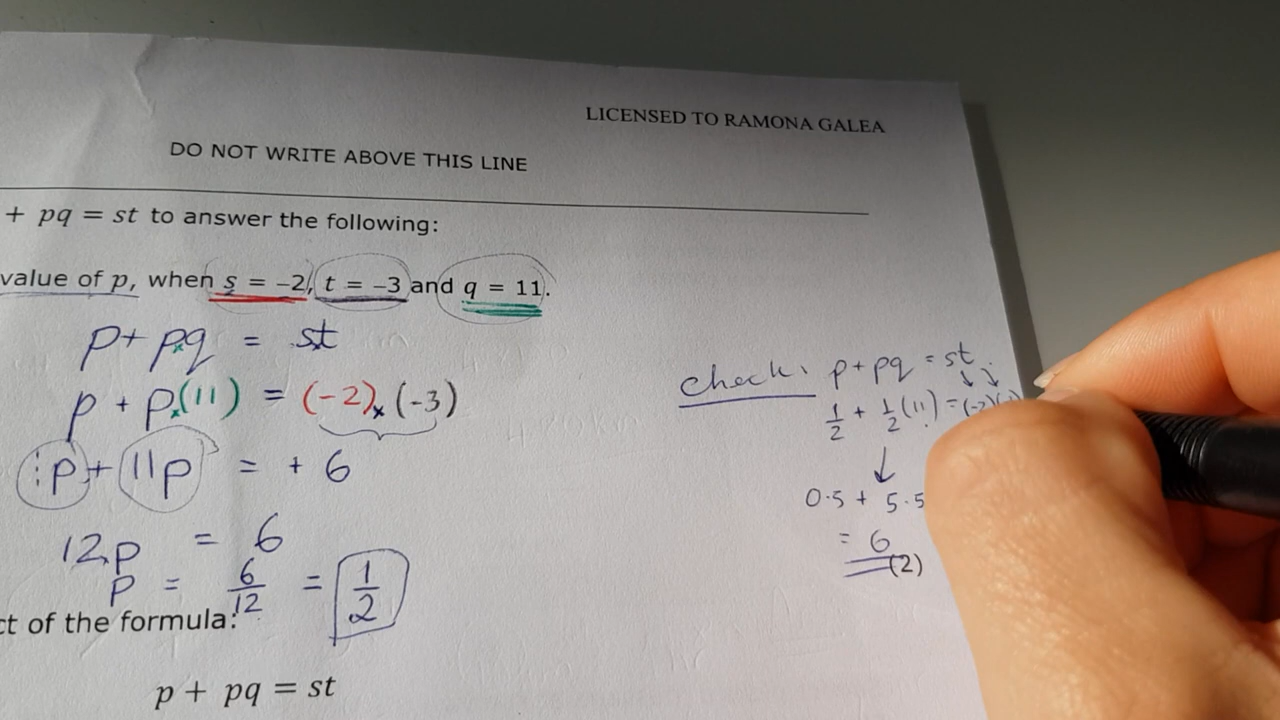 LICENSED TO RAMONA GALEA
DO NOT WRITE ABOVE THIS LINE
+ pq = st to answer the following:
value of p, when s = -2, t = -3 and q = 11.
p + pq = st
p + p(11) = (-2) x (-3)
1p + 11p = + 6
12p = 6
p = 6/12 = 1/2
check: p + pq = st
1/2 + 1/2 (11) = (-2)
0.5 + 5.5
= 6
(2)
ct of the formula:
p + pq = st